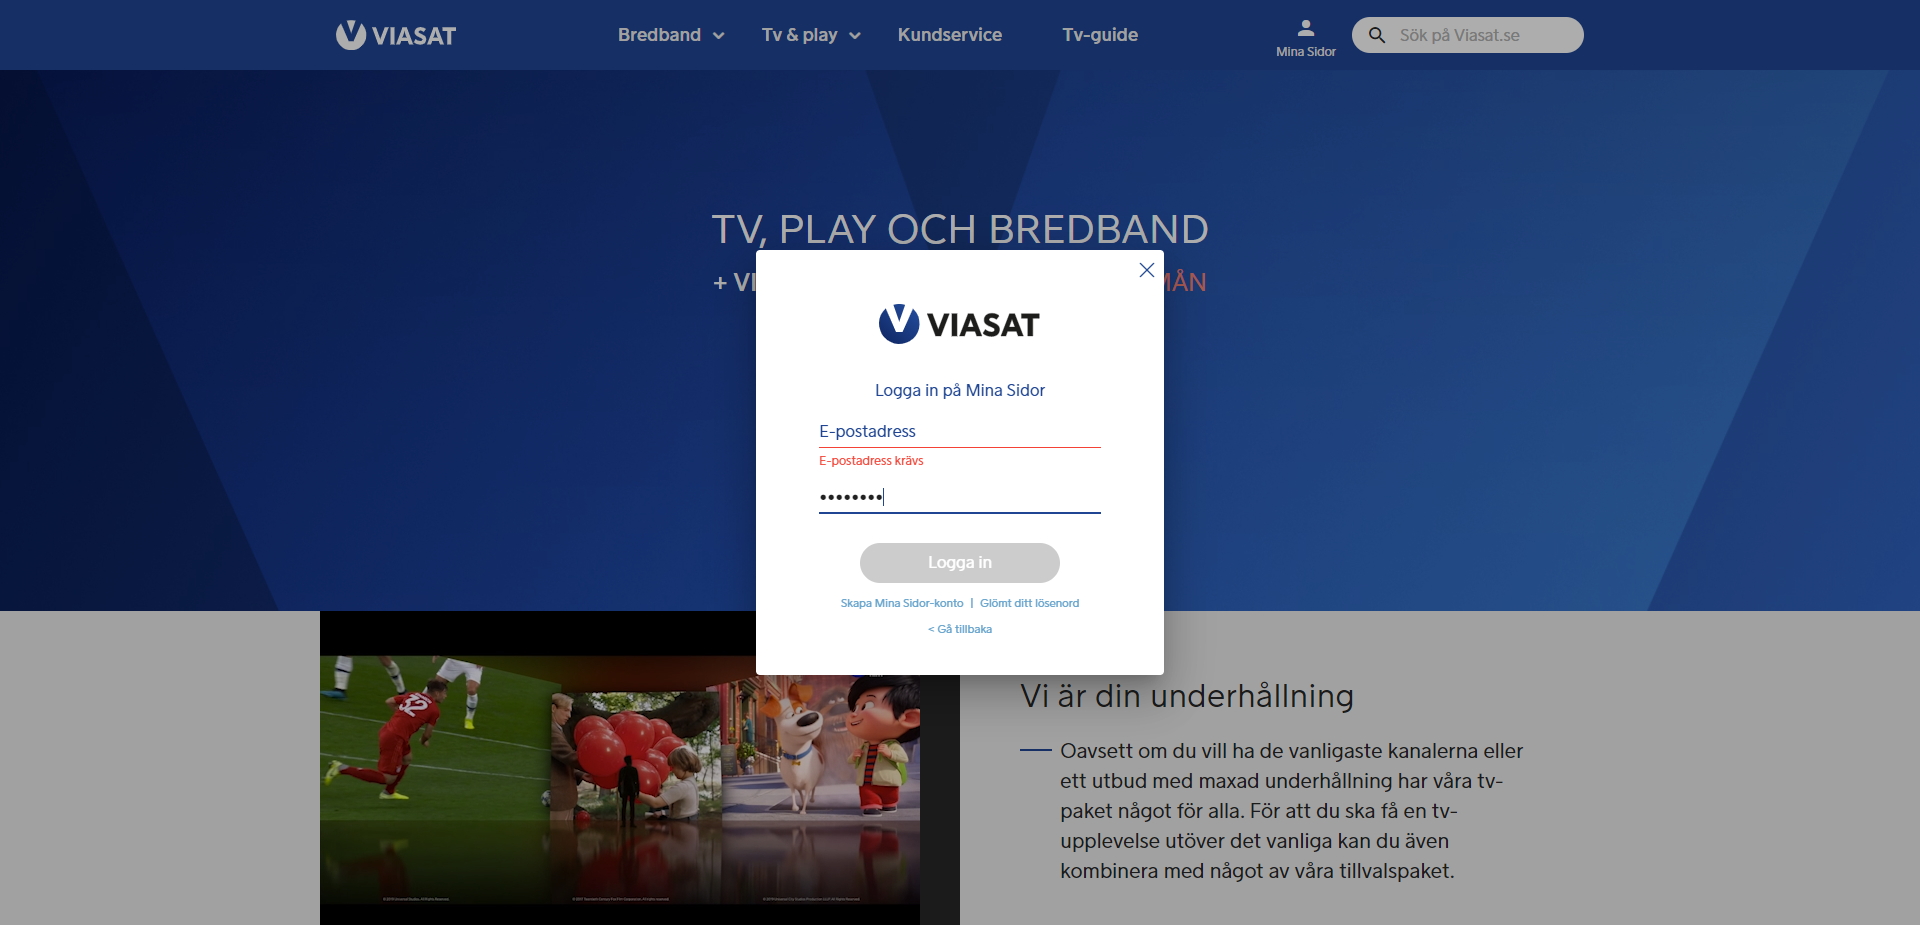 VIASAT
Bredband
Tv & play
Kundservice
Tv-guide
Mina Sidor
Sök på Viasat.se
TV, PLAY OCH BREDBAND
VIASAT
Logga in på Mina Sidor
E-postadress
E-postadress krävs
••••••••
Logga in
Skapa Mina Sidor-konto | Glömt ditt lösenord
< Gå tillbaka
32
Vi är din underhållning
Oavsett om du vill ha de vanligaste kanalerna eller
ett utbud med maxad underhållning har våra tv-
paket något för alla. För att du ska få en tv-
upplevelse utöver det vanliga kan du även
kombinera med något av våra tillvalspaket.